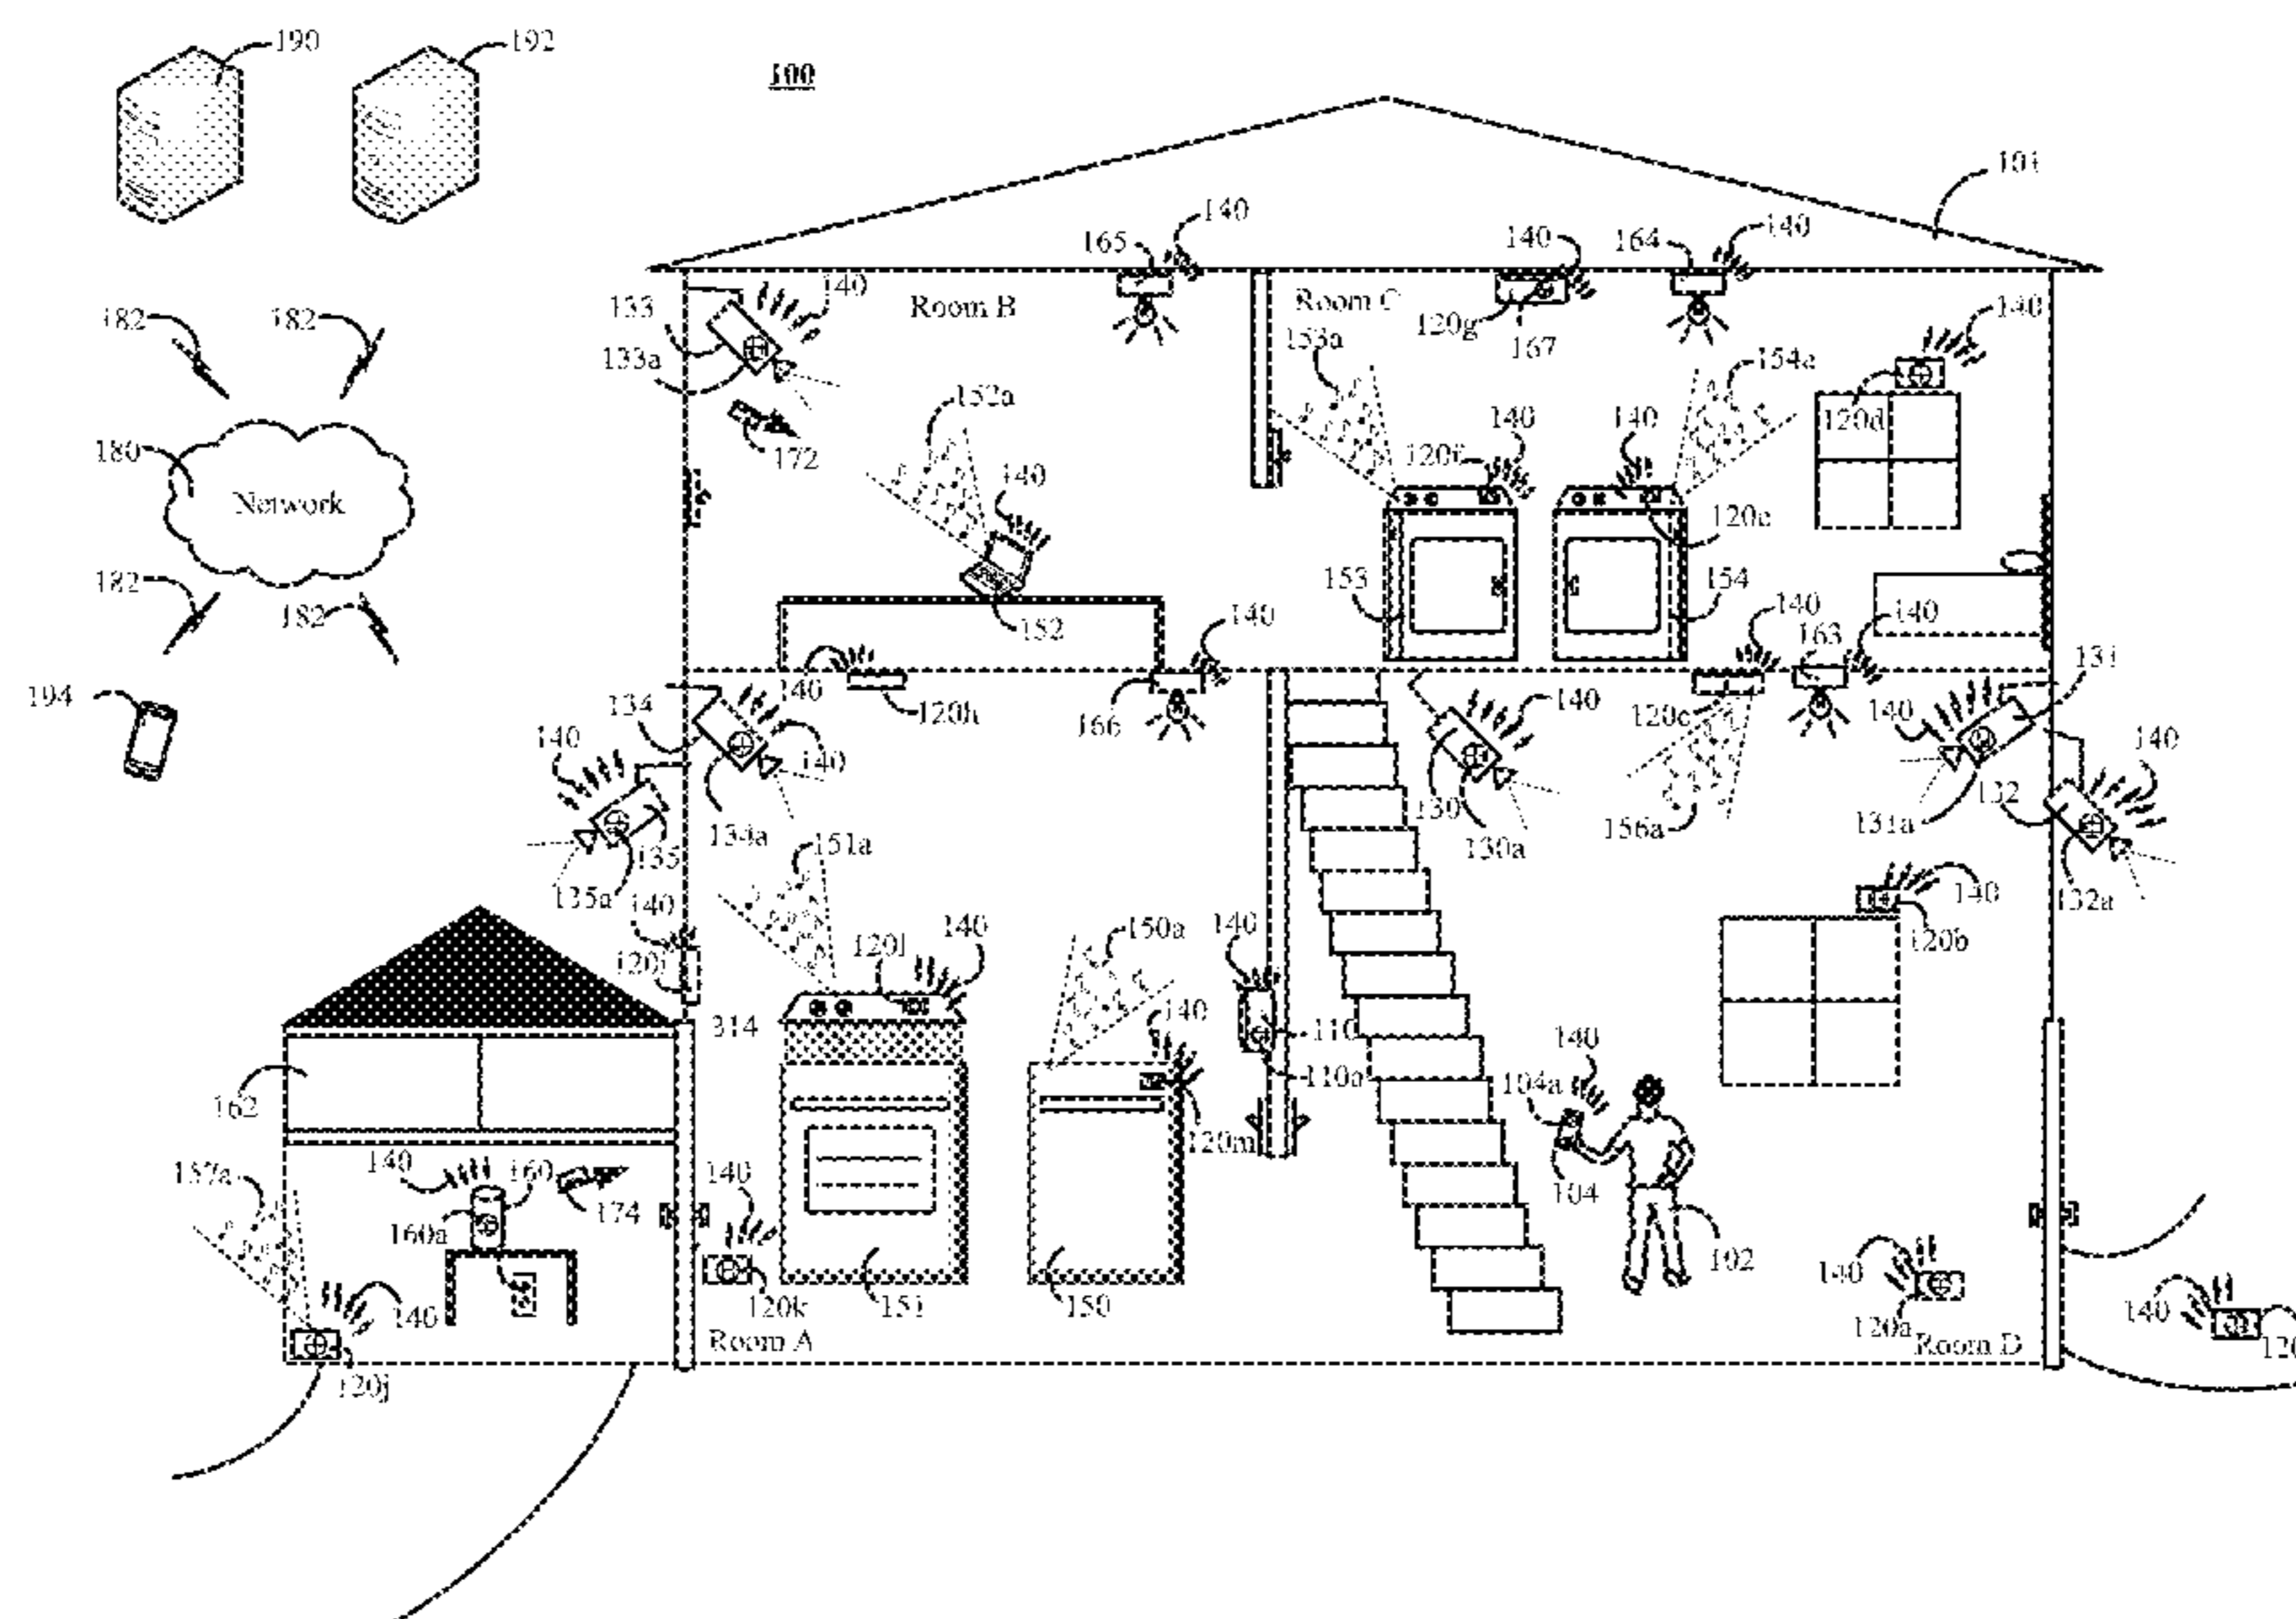 190
192
100
101
140
165
140
164
140
140
133
Room B
Room C
140
182
182
120g
167
133a
153a
154a
152a
140
140
120d
180
172
120f
Network
140
120e
182
153
154
182
152
140
140
163
140
131
194
134
140
120h
166
140
120c
140
140
140
134a
140
130
156a
131a
132
135
151a
130a
135a
140
140
132a
120b
150a
140
120l
140
120i
314
140
110
110a
140
162
104a
120m
140
160
140
157a
174
160a
104
102
140
140
140
120k
151
150
120a
Room A
Room D
120j